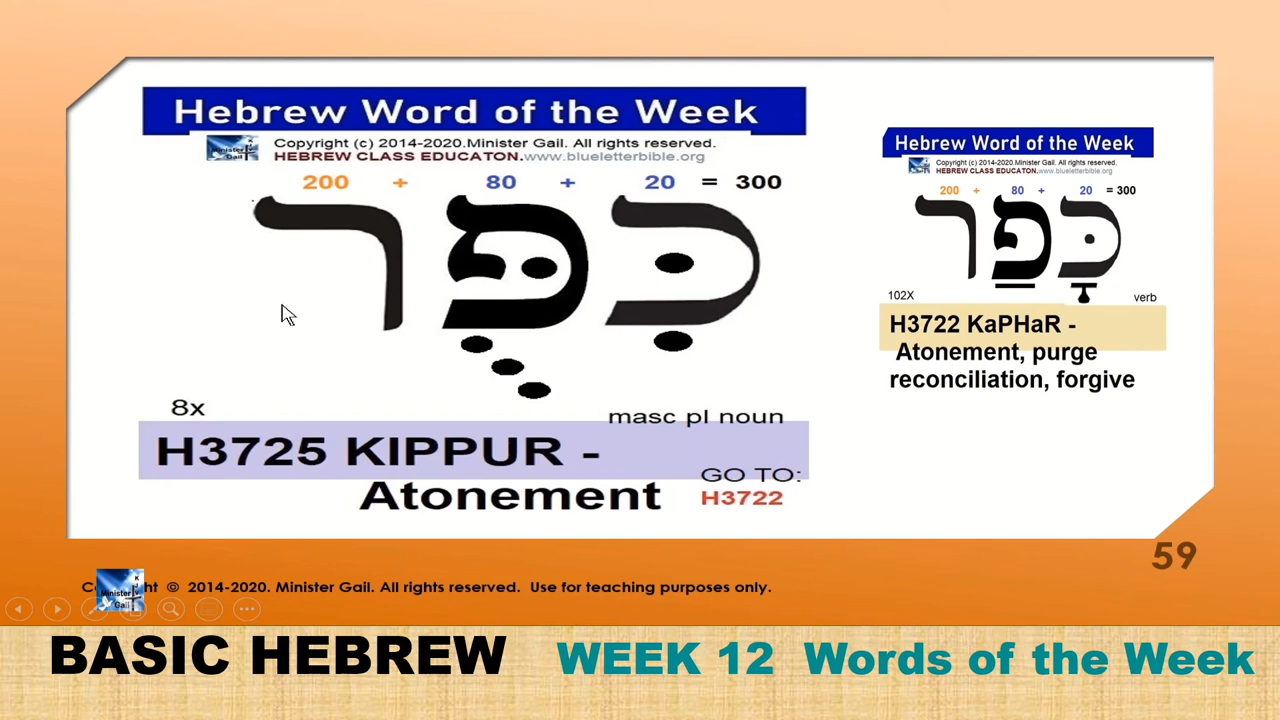 Hebrew Word of the Week
Copyright (c) 2014-2020.Minister Gail. All rights reserved.
HEBREW CLASS EDUCATON.www.blueletterbible.org
200 + 80 + 20 = 300
כִּפֻּר
8x
masc pl noun
H3725 KIPPUR -
GO TO:
Atonement
H3722
Hebrew Word of the Week
Copyright (c) 2014-2020.Minister Gail. All rights reserved.
HEBREW CLASS EDUCATON.www.blueletterbible.org
200 + 80 + 20 = 300
כָּפַר
102X
verb
H3722 KaPHaR -
Atonement, purge
reconciliation, forgive
59
Minister Gail
© 2014-2020. Minister Gail. All rights reserved. Use for teaching purposes only.
BASIC HEBREW WEEK 12 Words of the Week